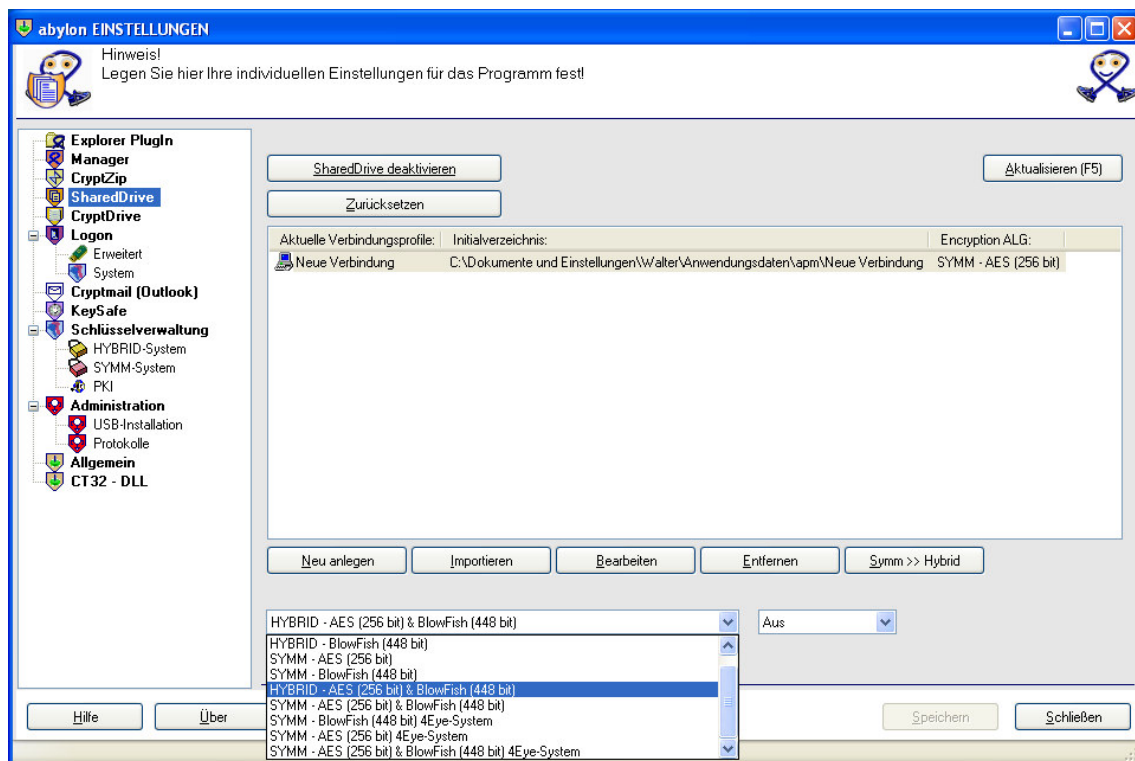 abylon EINSTELLUNGEN
Hinweis!
Legen Sie hier Ihre individuellen Einstellungen für das Programm fest!
Explorer PlugIn
Manager
CryptZip
SharedDrive
CryptDrive
Logon
Erweitert
System
Cryptmail (Outlook)
KeySafe
Schlüsselverwaltung
HYBRID-System
SYMM-System
PKI
Administration
USB-Installation
Protokolle
Allgemein
CT32 - DLL
SharedDrive deaktivieren
Aktualisieren (F5)
Zurücksetzen
Aktuelle Verbindungsprofile: Initialverzeichnis: Encryption ALG:
Neue Verbindung C:\Dokumente und Einstellungen\Walter\Anwendungsdaten\apm\Neue Verbindung SYMM - AES (256 bit)
Neu anlegen Importieren Bearbeiten Entfernen Symm >> Hybrid
HYBRID - AES (256 bit) & BlowFish (448 bit) Aus
HYBRID - BlowFish (448 bit)
SYMM - AES (256 bit)
SYMM - BlowFish (448 bit)
HYBRID - AES (256 bit) & BlowFish (448 bit)
SYMM - AES (256 bit) & BlowFish (448 bit)
SYMM - BlowFish (448 bit) 4Eye-System
SYMM - AES (256 bit) 4Eye-System
SYMM - AES (256 bit) & BlowFish (448 bit) 4Eye-System
Hilfe Über Speichern Schließen